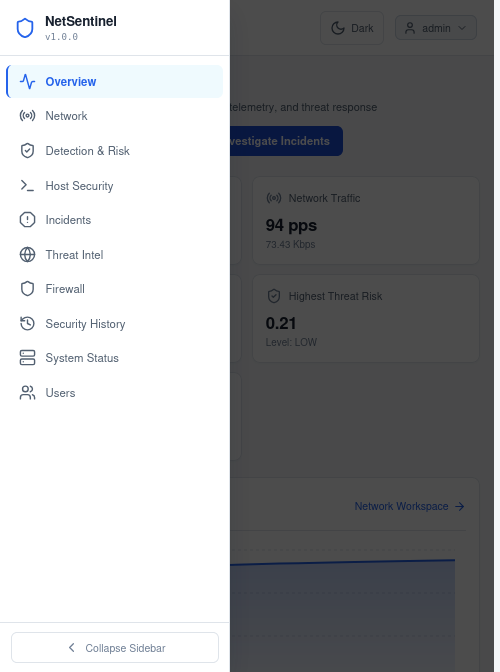 NetSentinel
v1.0.0
Dark
admin
Overview
Network
Detection & Risk
Host Security
Incidents
Threat Intel
Firewall
Security History
System Status
Users
Collapse Sidebar
telemetry, and threat response
Investigate Incidents
Network Traffic
94 pps
73.43 Kbps
Highest Threat Risk
0.21
Level: LOW
Network Workspace